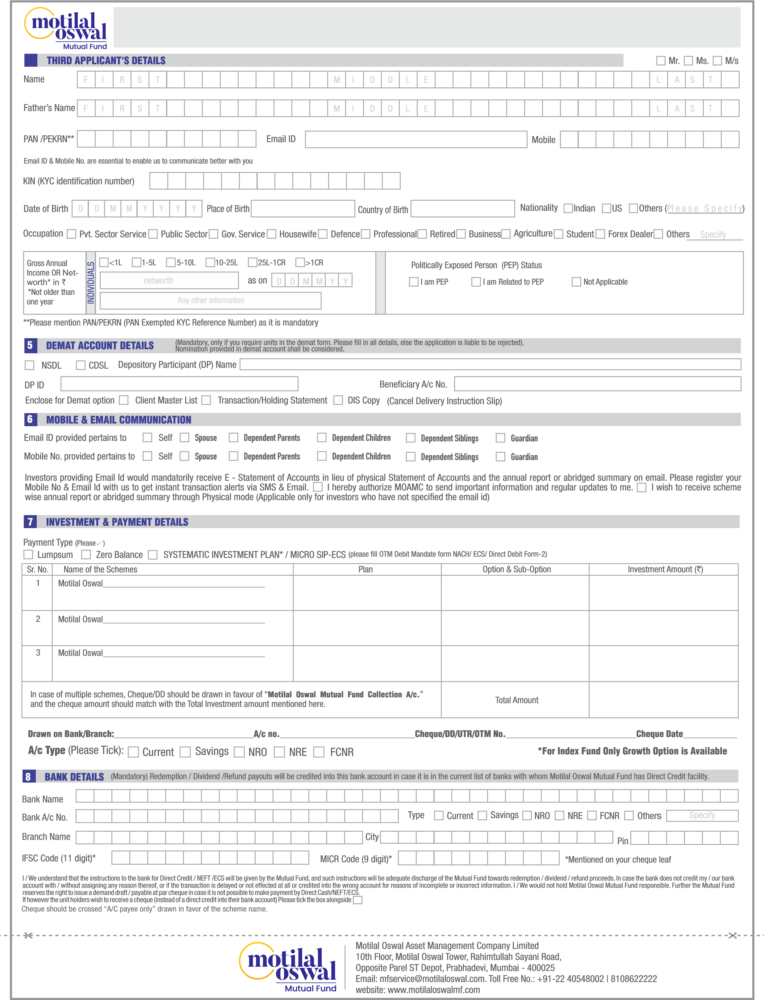 motilal
oswal
Mutual Fund
THIRD APPLICANT'S DETAILS Mr. Ms. M/s
Name F I R S T M I D D L E L A S T
Father's Name F I R S T M I D D L E L A S T
PAN /PEKRN** Email ID Mobile
Email ID & Mobile No. are essential to enable us to communicate better with you
KIN (KYC identification number)
Date of Birth D D M M Y Y Y Y Place of Birth Country of Birth Nationality Indian US Others (Please Specify)
Occupation Pvt. Sector Service Public Sector Gov. Service Housewife Defence Professional Retired Business Agriculture Student Forex Dealer Others Specify
Gross Annual
Income OR Net-
worth* in ₹
*Not older than
one year
INDIVIDUALS
<1L 1-5L 5-10L 10-25L 25L-1CR >1CR
networth as on D D M M Y Y
Any other information
Politically Exposed Person (PEP) Status
I am PEP I am Related to PEP Not Applicable
**Please mention PAN/PEKRN (PAN Exempted KYC Reference Number) as it is mandatory
5 DEMAT ACCOUNT DETAILS (Mandatory, only if you require units in the demat form. Please fill in all details, else the application is liable to be rejected).
Nomination provided in demat account shall be considered.
NSDL CDSL Depository Participant (DP) Name
DP ID Beneficiary A/c No.
Enclose for Demat option Client Master List Transaction/Holding Statement DIS Copy (Cancel Delivery Instruction Slip)
6 MOBILE & EMAIL COMMUNICATION
Email ID provided pertains to Self Spouse Dependent Parents Dependent Children Dependent Siblings Guardian
Mobile No. provided pertains to Self Spouse Dependent Parents Dependent Children Dependent Siblings Guardian
Investors providing Email Id would mandatorily receive E - Statement of Accounts in lieu of physical Statement of Accounts and the annual report or abridged summary on email. Please register your
Mobile No & Email Id with us to get instant transaction alerts via SMS & Email. I hereby authorize MOAMC to send important information and regular updates to me. I wish to receive scheme
wise annual report or abridged summary through Physical mode (Applicable only for investors who have not specified the email id)
7 INVESTMENT & PAYMENT DETAILS
Payment Type (Please✓)
Lumpsum Zero Balance SYSTEMATIC INVESTMENT PLAN* / MICRO SIP-ECS (please fill OTM Debit Mandate form NACH/ ECS/ Direct Debit Form-2)
Sr. No. Name of the Schemes Plan Option & Sub-Option Investment Amount (₹)
1 Motilal Oswal
2 Motilal Oswal
3 Motilal Oswal
In case of multiple schemes, Cheque/DD should be drawn in favour of “Motilal Oswal Mutual Fund Collection A/c.”
and the cheque amount should match with the Total Investment amount mentioned here.
Total Amount
Drawn on Bank/Branch: A/c no. Cheque/DD/UTR/OTM No. Cheque Date
A/c Type (Please Tick): Current Savings NRO NRE FCNR *For Index Fund Only Growth Option is Available
8 BANK DETAILS (Mandatory) Redemption / Dividend /Refund payouts will be credited into this bank account in case it is in the current list of banks with whom Motilal Oswal Mutual Fund has Direct Credit facility.
Bank Name
Bank A/c No. Type Current Savings NRO NRE FCNR Others Specify
Branch Name City Pin
IFSC Code (11 digit)* MICR Code (9 digit)* *Mentioned on your cheque leaf
I / We understand that the instructions to the bank for Direct Credit / NEFT /ECS will be given by the Mutual Fund, and such instructions will be adequate discharge of the Mutual Fund towards redemption / dividend / refund proceeds. In case the bank does not credit my / our bank
account with / without assigning any reason thereof, or if the transaction is delayed or not effected at all or credited into the wrong account for reasons of incomplete or incorrect information. I / We would not hold Motilal Oswal Mutual Fund responsible. Further the Mutual Fund
reserves the right to issue a demand draft / payable at par cheque in case it is not possible to make payment by Direct Cash/NEFT/ECS.
If however the unit holders wish to receive a cheque (instead of a direct credit into their bank account) Please tick the box alongside
Cheque should be crossed “A/C payee only” drawn in favor of the scheme name.
motilal
oswal
Mutual Fund
Motilal Oswal Asset Management Company Limited
10th Floor, Motilal Oswal Tower, Rahimtullah Sayani Road,
Opposite Parel ST Depot, Prabhadevi, Mumbai - 400025
Email: mfservice@motilaloswal.com. Toll Free No.: +91-22 40548002 | 8108622222
website: www.motilaloswalmf.com